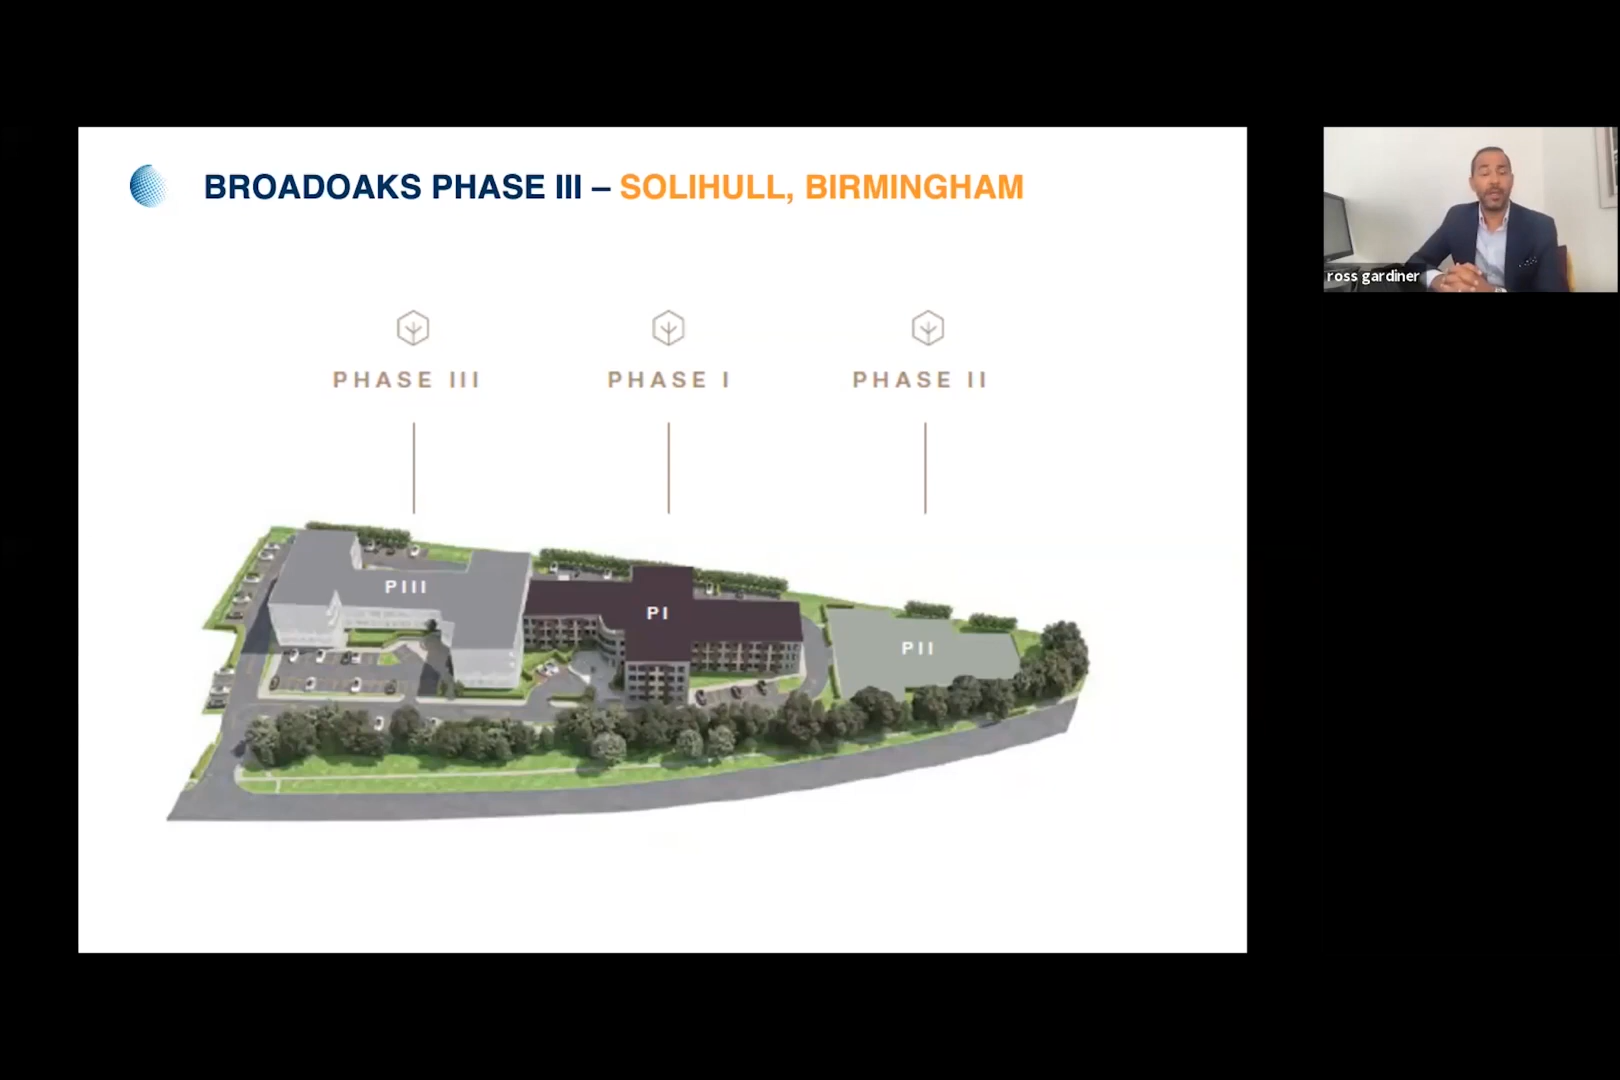 BROADOAKS PHASE III – SOLIHULL, BIRMINGHAM
ross gardiner
PHASE III
PHASE I
PHASE II
PIII
PI
PII